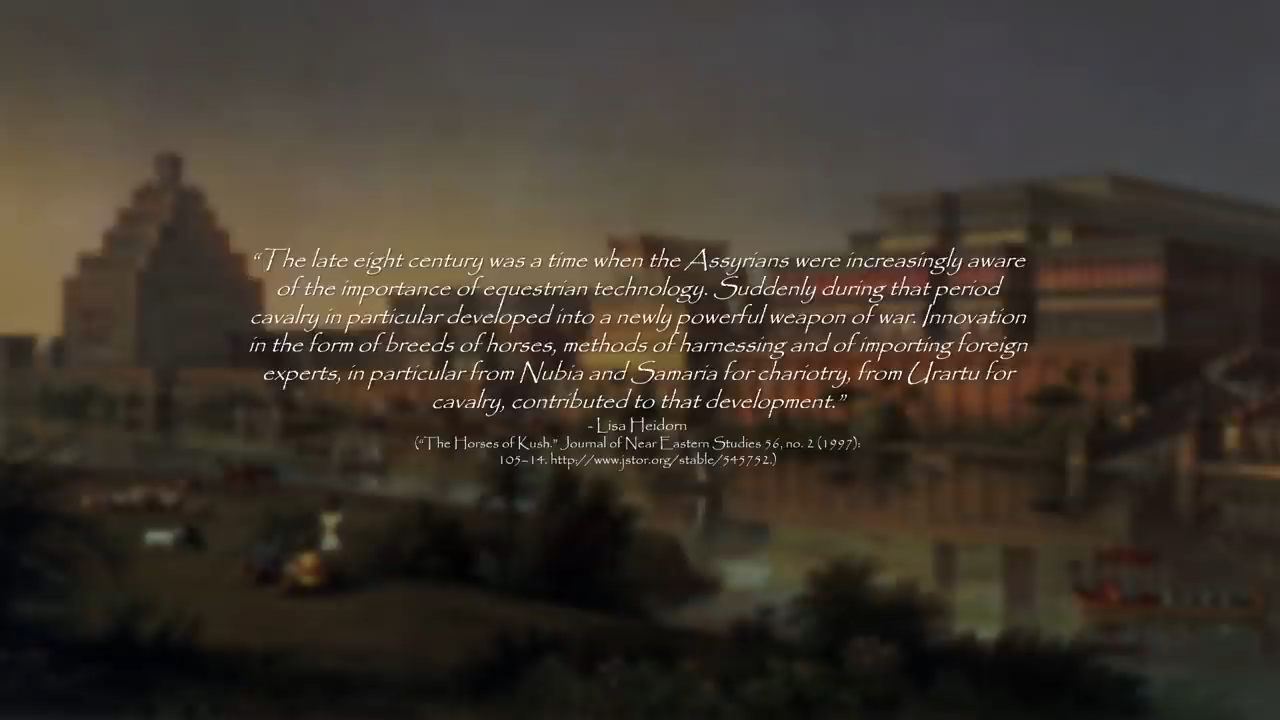 “The late eight century was a time when the Assyrians were increasingly aware
of the importance of equestrian technology. Suddenly during that period
cavalry in particular developed into a newly powerful weapon of war. Innovation
in the form of breeds of horses, methods of harnessing and of importing foreign
experts, in particular from Nubia and Samaria for chariotry, from Urartu for
cavalry, contributed to that development.”
- Lisa Heidorn
(“The Horses of Kush.” Journal of Near Eastern Studies 56, no. 2 (1997):
105–14. http://www.jstor.org/stable/545752.)